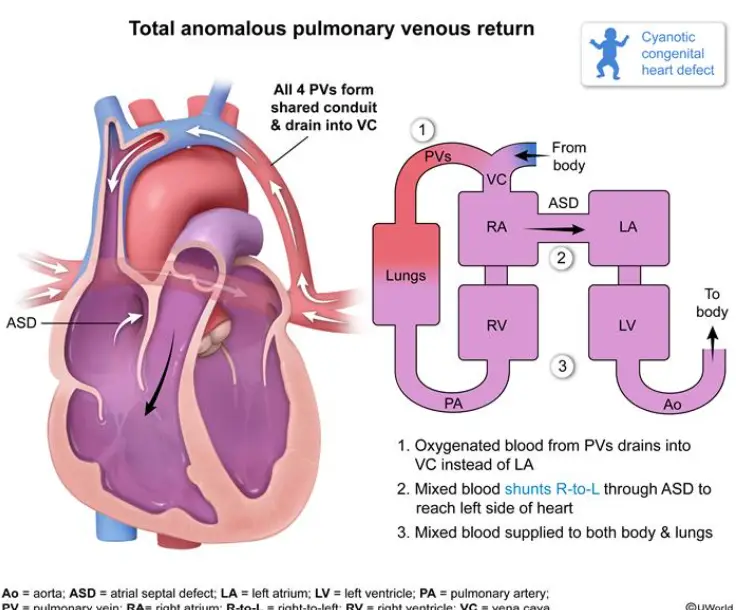 Total anomalous pulmonary venous return
Cyanotic
congenital
heart defect
All 4 PVs form
shared conduit
& drain into VC
ASD
1
PVs
From
body
VC
ASD
RA
LA
2
Lungs
To
body
RV
LV
3
PA
Ao
1. Oxygenated blood from PVs drains into
VC instead of LA
2. Mixed blood shunts R-to-L through ASD to
reach left side of heart
3. Mixed blood supplied to both body & lungs
Ao = aorta; ASD = atrial septal defect; LA = left atrium; LV = left ventricle; PA = pulmonary artery;
PV = pulmonary vein; RA= right atrium; R-to-L = right-to-left; RV = right ventricle; VC = vena cava
©UWorld